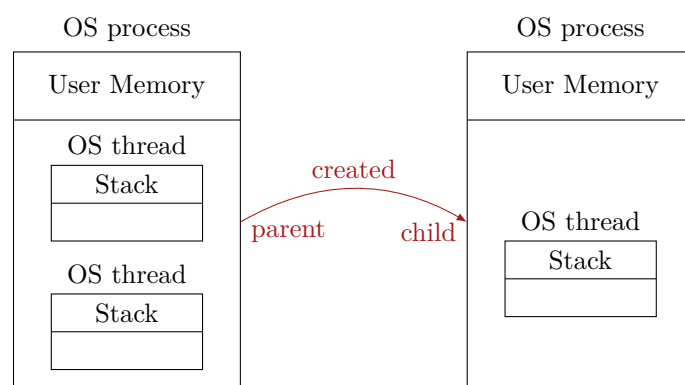 OS process
User Memory
OS thread
Stack
OS thread
Stack
created
parent
child
OS process
User Memory
OS thread
Stack